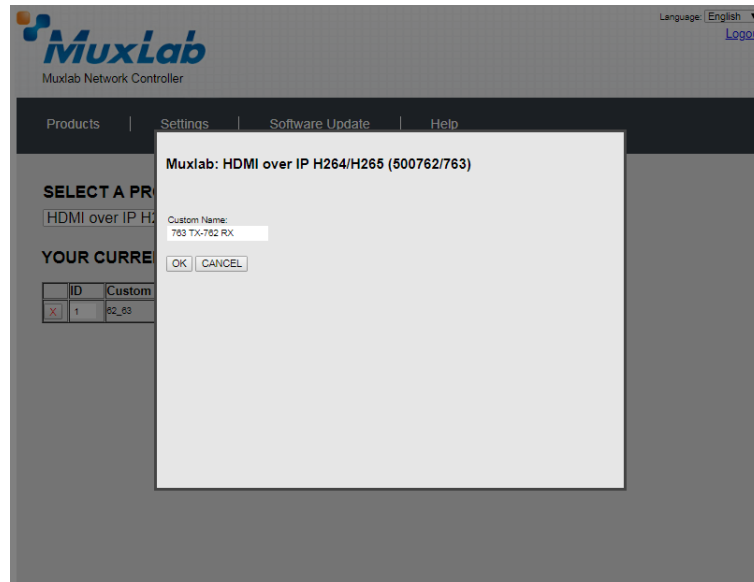 Language: English
Logo
MuxLab
Muxlab Network Controller
Products | Settings | Software Update | Help
Muxlab: HDMI over IP H264/H265 (500762/763)
SELECT A PR
HDMI over IP H2
Custom Name:
763 TX-762 RX
YOUR CURRE
OK CANCEL
ID Custom
X 1 62_63